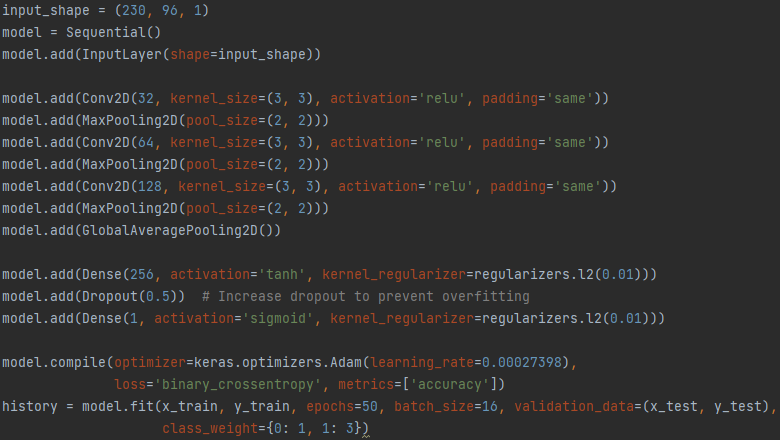 input_shape = (230, 96, 1)
model = Sequential()
model.add(InputLayer(shape=input_shape))
model.add(Conv2D(32, kernel_size=(3, 3), activation='relu', padding='same'))
model.add(MaxPooling2D(pool_size=(2, 2)))
model.add(Conv2D(64, kernel_size=(3, 3), activation='relu', padding='same'))
model.add(MaxPooling2D(pool_size=(2, 2)))
model.add(Conv2D(128, kernel_size=(3, 3), activation='relu', padding='same'))
model.add(MaxPooling2D(pool_size=(2, 2)))
model.add(GlobalAveragePooling2D())
model.add(Dense(256, activation='tanh', kernel_regularizer=regularizers.l2(0.01)))
model.add(Dropout(0.5))  # Increase dropout to prevent overfitting
model.add(Dense(1, activation='sigmoid', kernel_regularizer=regularizers.l2(0.01)))
model.compile(optimizer=keras.optimizers.Adam(learning_rate=0.00027398),
              loss='binary_crossentropy', metrics=['accuracy'])
history = model.fit(x_train, y_train, epochs=50, batch_size=16, validation_data=(x_test, y_test),
                    class_weight={0: 1, 1: 3})